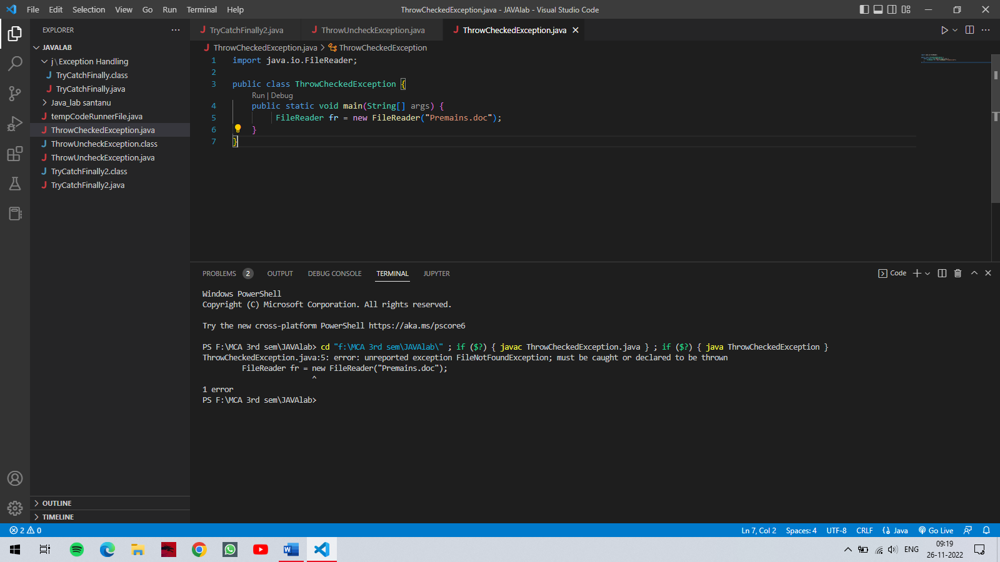 File Edit Selection View Go Run Terminal Help
ThrowCheckedException.java - JAVAlab - Visual Studio Code
EXPLORER
JAVALAB
j\Exception Handling
TryCatchFinally.class
TryCatchFinally.java
Java_lab santanu
tempCodeRunnerFile.java
ThrowCheckedException.java
ThrowUncheckException.class
ThrowUncheckException.java
TryCatchFinally2.class
TryCatchFinally2.java
OUTLINE
TIMELINE
TryCatchFinally2.java ThrowUncheckException.java ThrowCheckedException.java
ThrowCheckedException.java > ThrowCheckedException
1 import java.io.FileReader;
2
3 public class ThrowCheckedException {
Run | Debug
4 public static void main(String[] args) {
5 FileReader fr = new FileReader("Premains.doc");
6 }
7 }
PROBLEMS 2 OUTPUT DEBUG CONSOLE TERMINAL JUPYTER
Code
Windows PowerShell
Copyright (C) Microsoft Corporation. All rights reserved.
Try the new cross-platform PowerShell https://aka.ms/pscore6
PS F:\MCA 3rd sem\JAVAlab> cd "f:\MCA 3rd sem\JAVAlab\" ; if ($?) { javac ThrowCheckedException.java } ; if ($?) { java ThrowCheckedException }
ThrowCheckedException.java:5: error: unreported exception FileNotFoundException; must be caught or declared to be thrown
FileReader fr = new FileReader("Premains.doc");
^
1 error
PS F:\MCA 3rd sem\JAVAlab>
2 0
Ln 7, Col 2 Spaces: 4 UTF-8 CRLF {} Java Go Live
ENG
09:19
26-11-2022